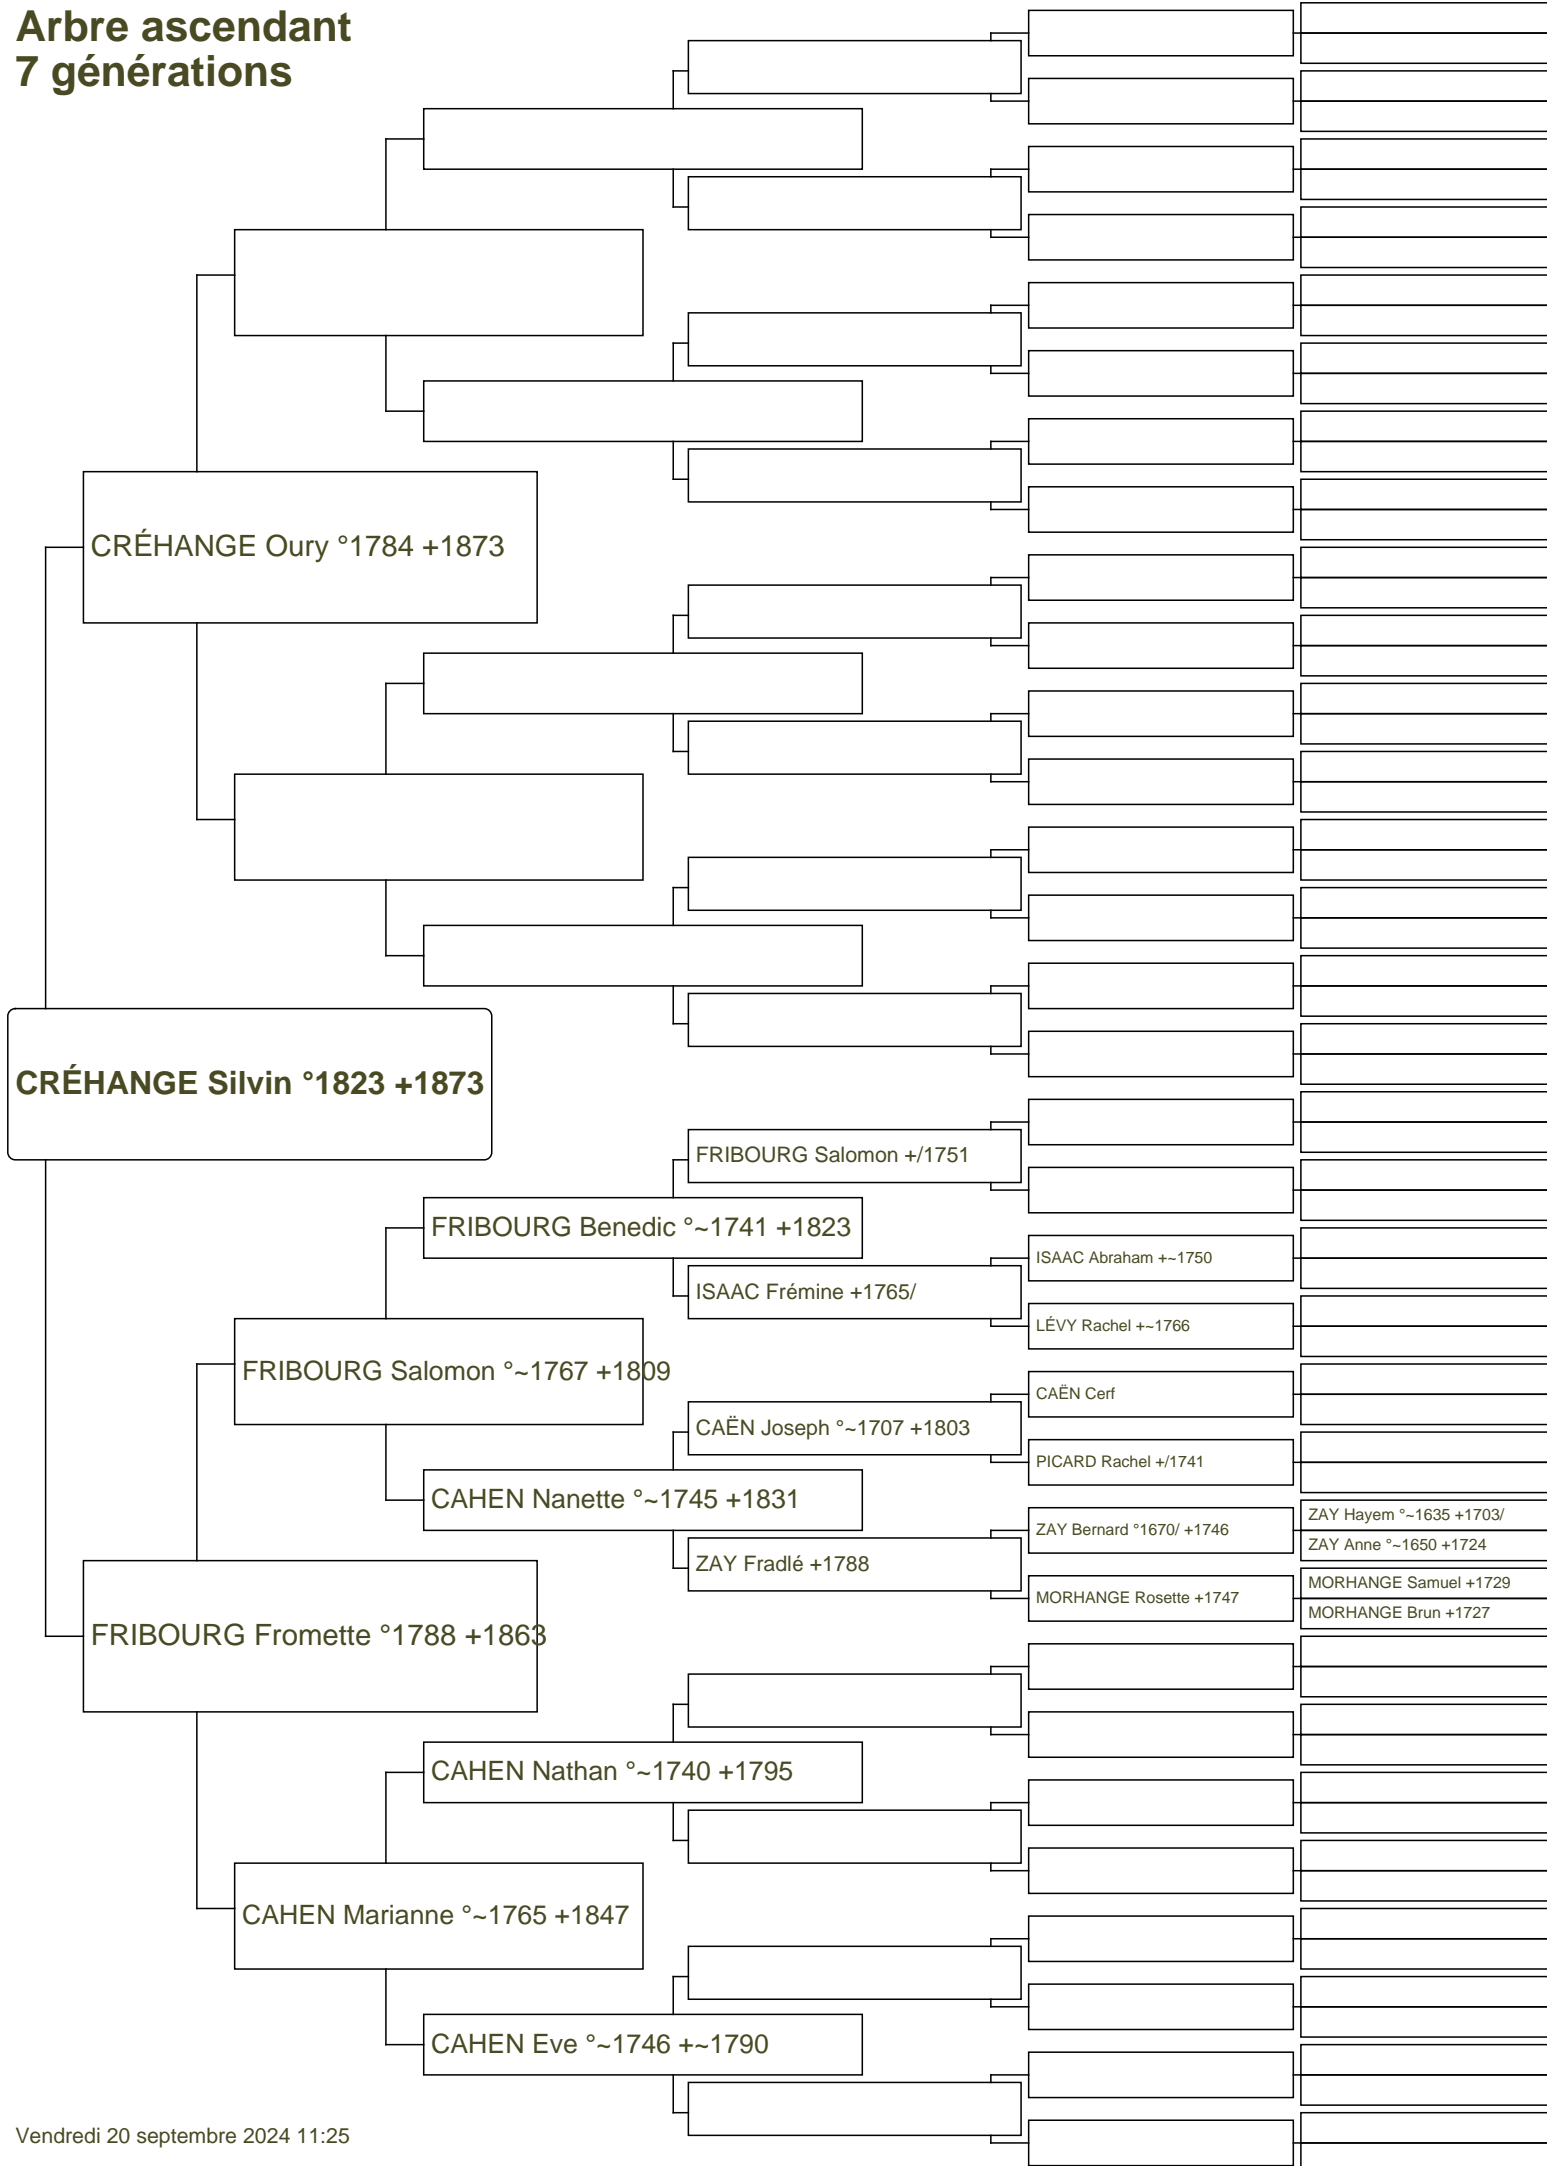 Arbre ascendant
7 générations
CRÉHANGE Oury °1784 +1873
CRÉHANGE Silvin °1823 +1873
FRIBOURG Salomon +/1751
FRIBOURG Benedic °~1741 +1823
ISAAC Abraham +~1750
ISAAC Frémine +1765/
LÉVY Rachel +~1766
FRIBOURG Salomon °~1767 +1809
CAËN Cerf
CAËN Joseph °~1707 +1803
PICARD Rachel +/1741
CAHEN Nanette °~1745 +1831
ZAY Hayem °~1635 +1703/
ZAY Bernard °1670/ +1746
ZAY Anne °~1650 +1724
ZAY Fradlé +1788
MORHANGE Samuel +1729
MORHANGE Rosette +1747
MORHANGE Brun +1727
FRIBOURG Fromette °1788 +1863
CAHEN Nathan °~1740 +1795
CAHEN Marianne °~1765 +1847
CAHEN Eve °~1746 +~1790
Vendredi 20 septembre 2024 11:25